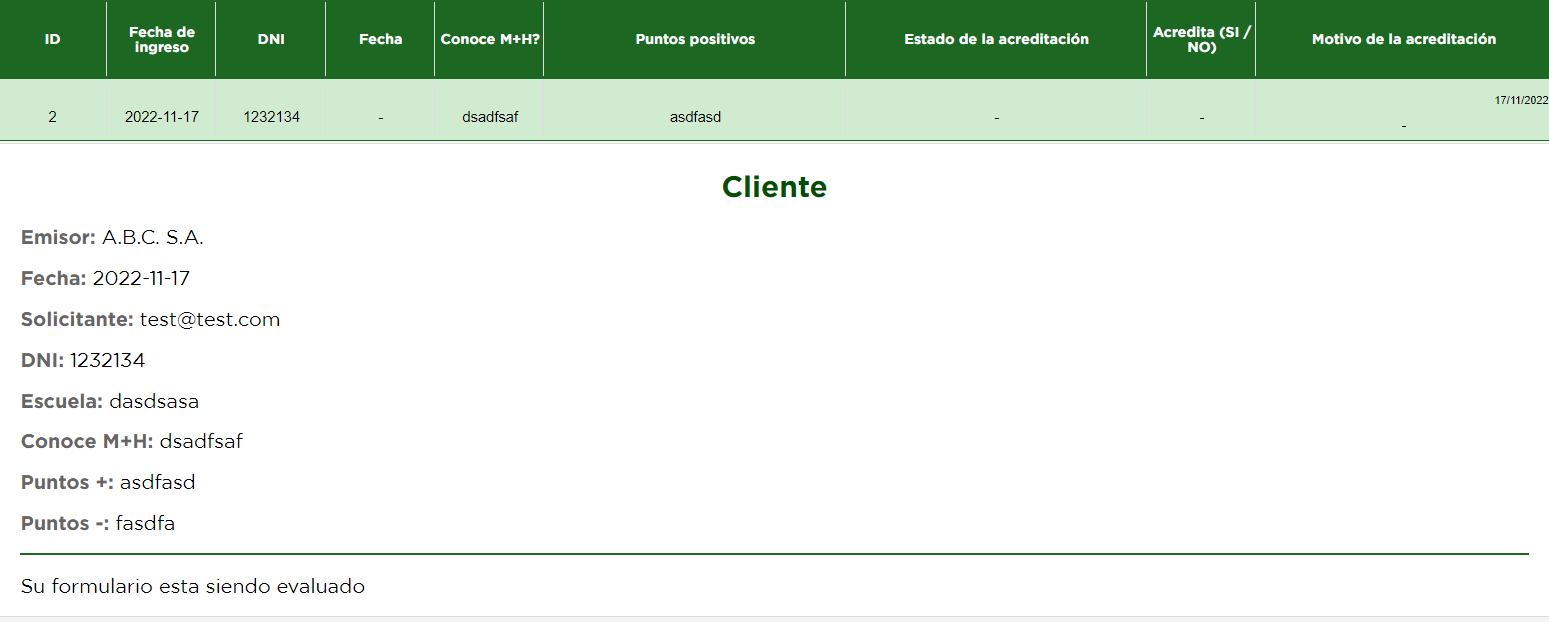 ID Fecha de ingreso DNI Fecha Conoce M+H? Puntos positivos Estado de la acreditación Acredita (SI / NO) Motivo de la acreditación
17/11/2022
2 2022-11-17 1232134 - dsadfsaf asdfasd - - -
Cliente
Emisor: A.B.C. S.A.
Fecha: 2022-11-17
Solicitante: test@test.com
DNI: 1232134
Escuela: dasdsasa
Conoce M+H: dsadfsaf
Puntos +: asdfasd
Puntos -: fasdfa
Su formulario esta siendo evaluado